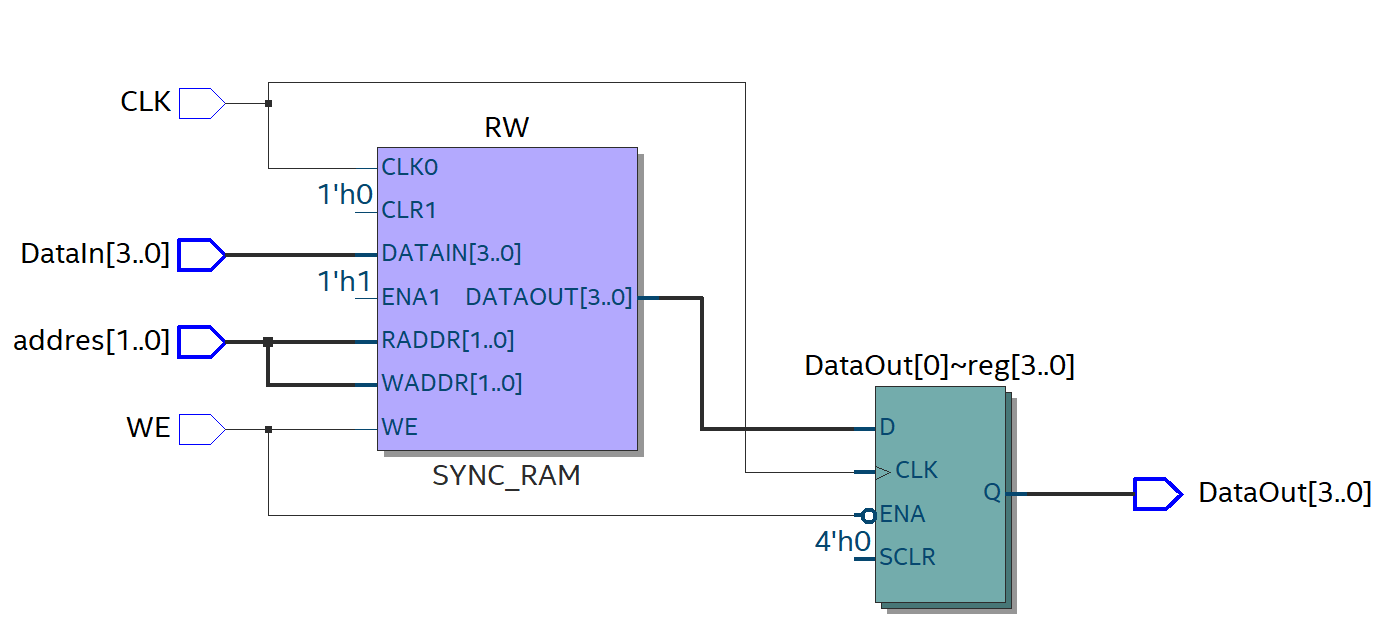 CLK
RW
CLK0
1'h0
CLR1
DataIn[3..0]
DATAIN[3..0]
1'h1
ENA1
DATAOUT[3..0]
addres[1..0]
RADDR[1..0]
WADDR[1..0]
WE
WE
SYNC_RAM
DataOut[0]~reg[3..0]
D
CLK
Q
DataOut[3..0]
ENA
4'h0
SCLR